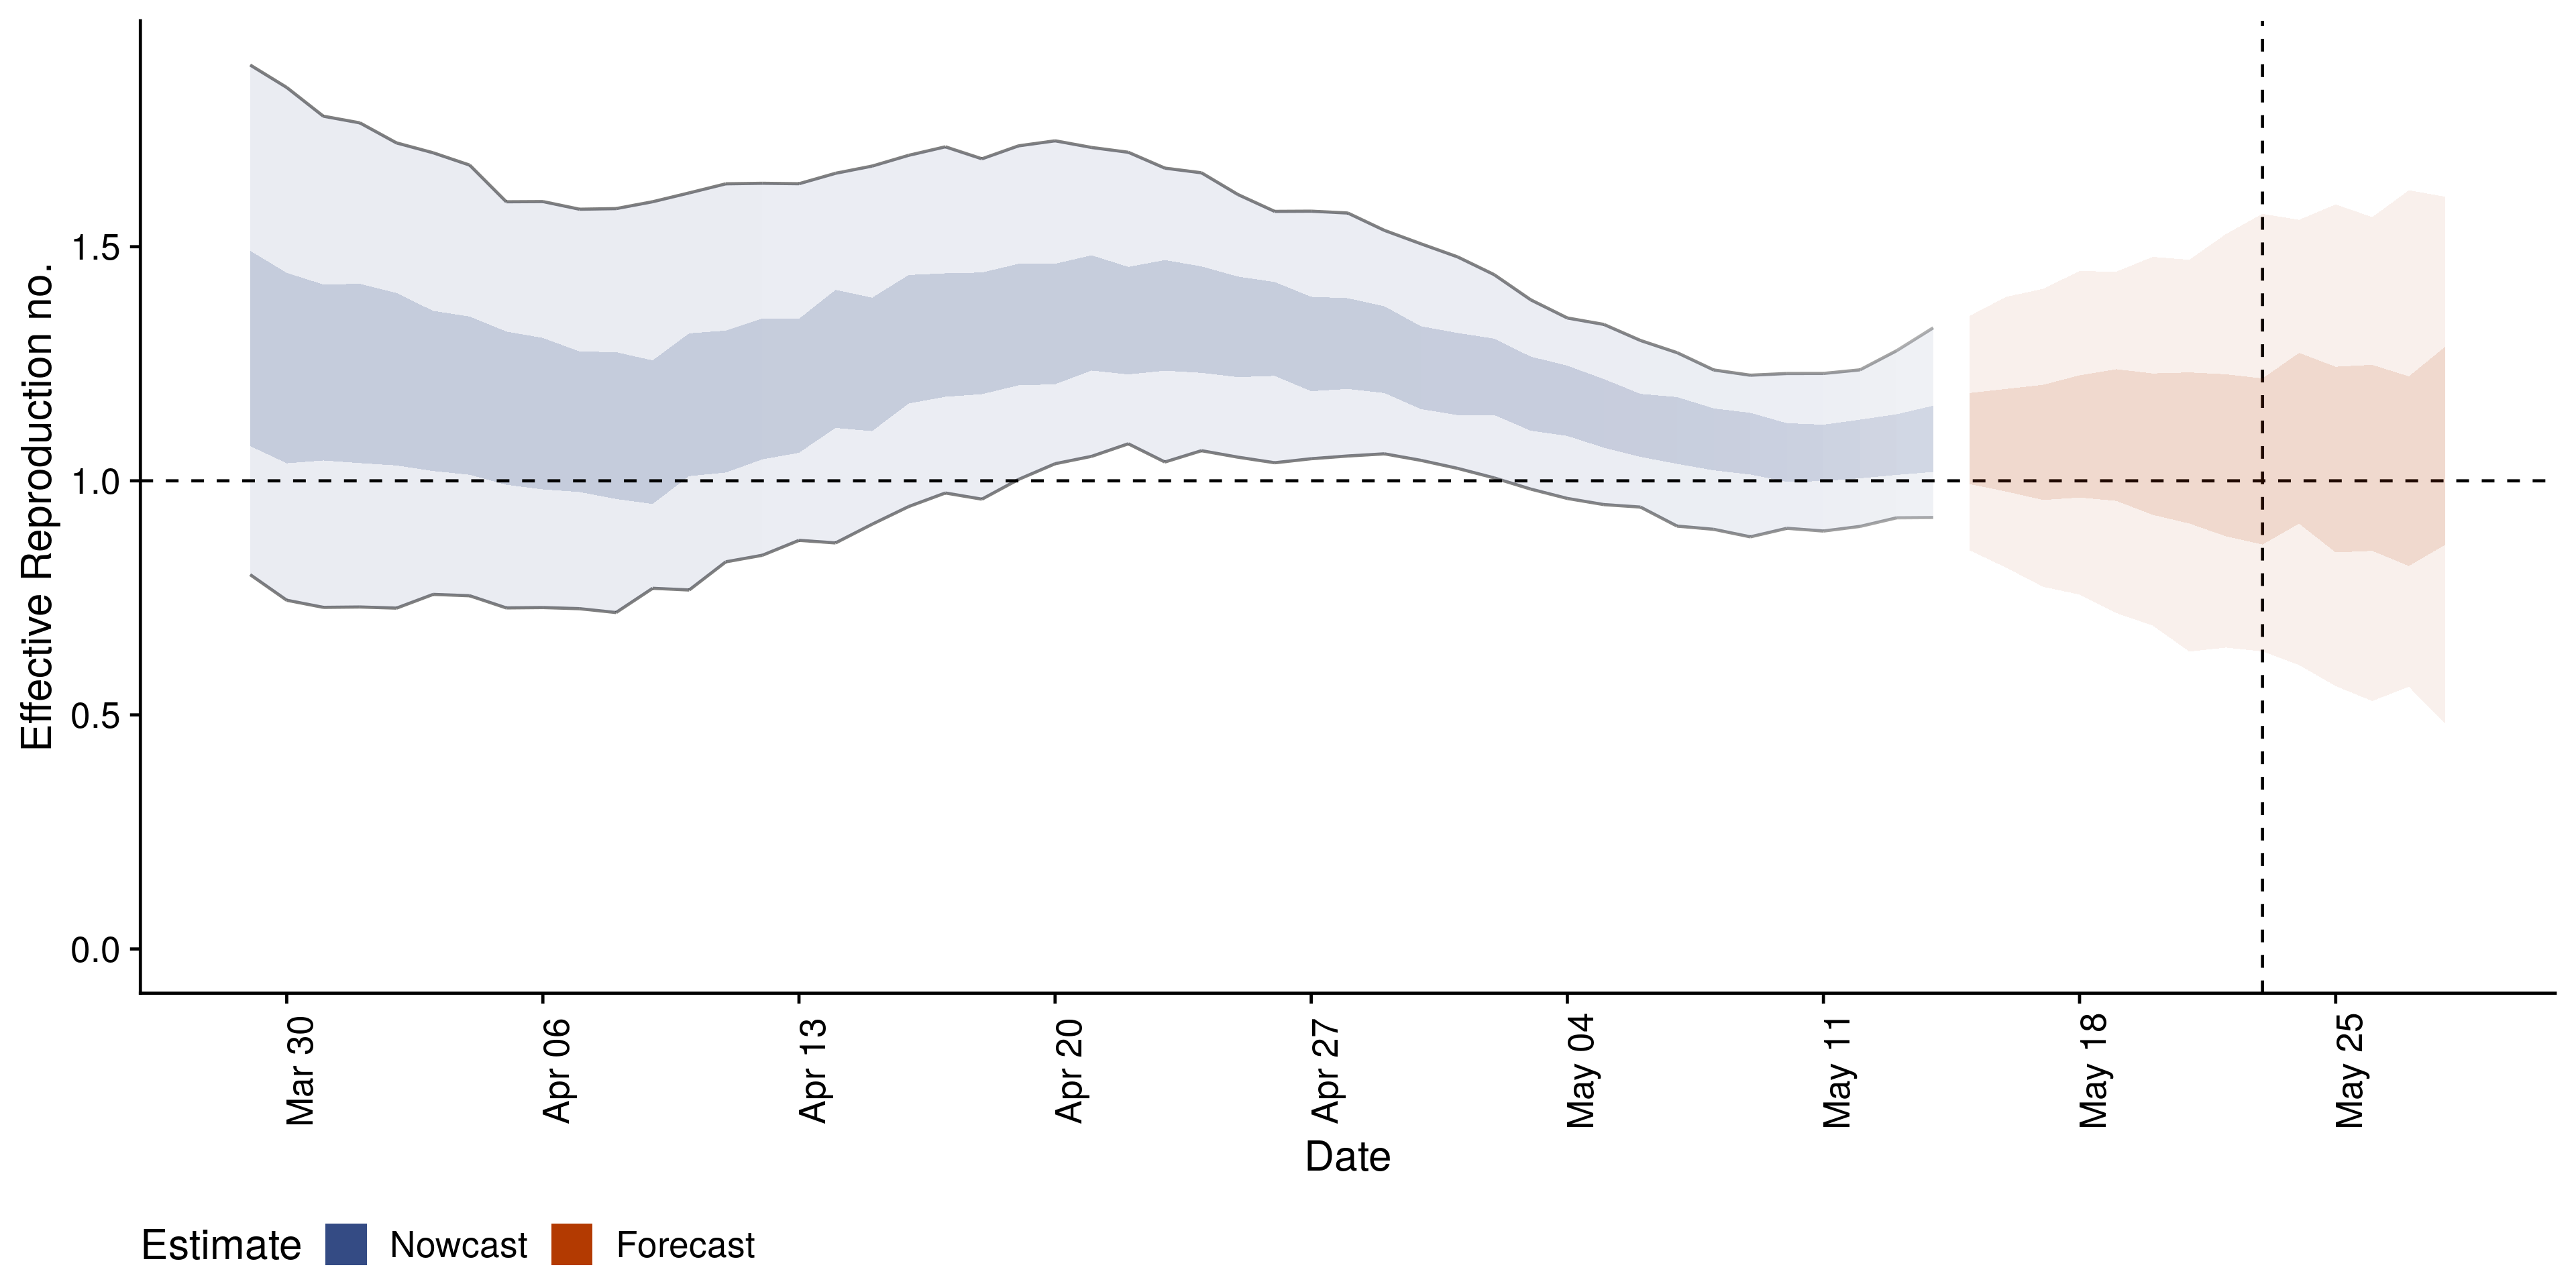 Effective Reproduction no.
1.5
1.0
0.5
0.0
Mar 30
Apr 06
Apr 13
Apr 20
Apr 27
May 04
May 11
May 18
May 25
Date
Estimate Nowcast Forecast